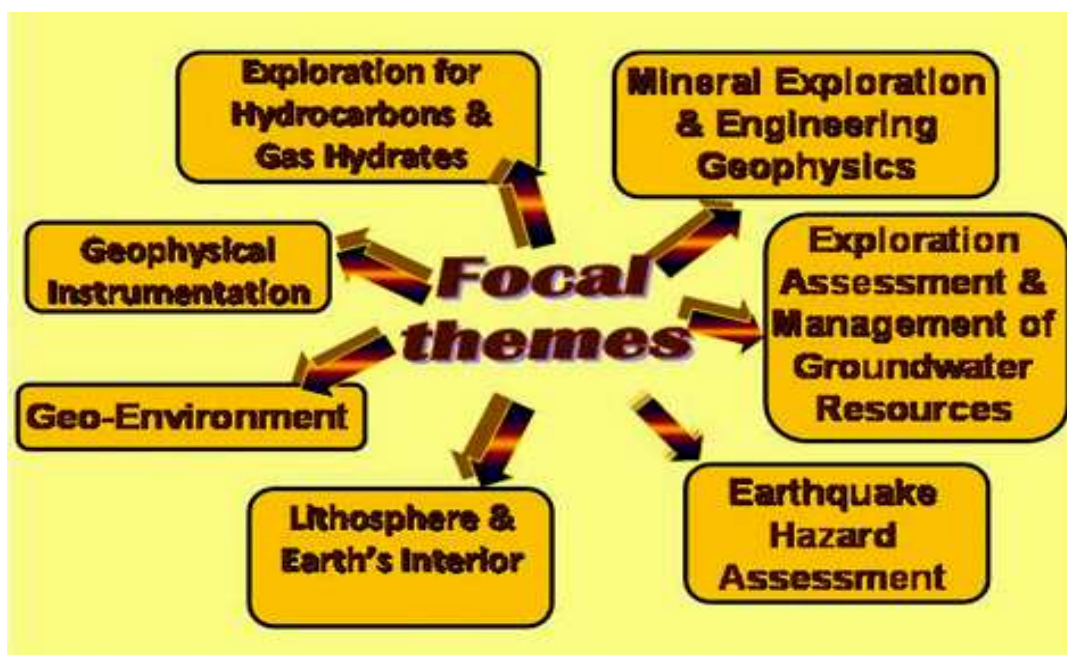 Exploration for
Hydrocarbons &
Gas Hydrates
Mineral Exploration
& Engineering
Geophysics
Geophysical
Instrumentation
Focal
themes
Exploration
Assessment &
Management of
Groundwater
Resources
Geo-Environment
Lithosphere &
Earth's Interior
Earthquake
Hazard
Assessment